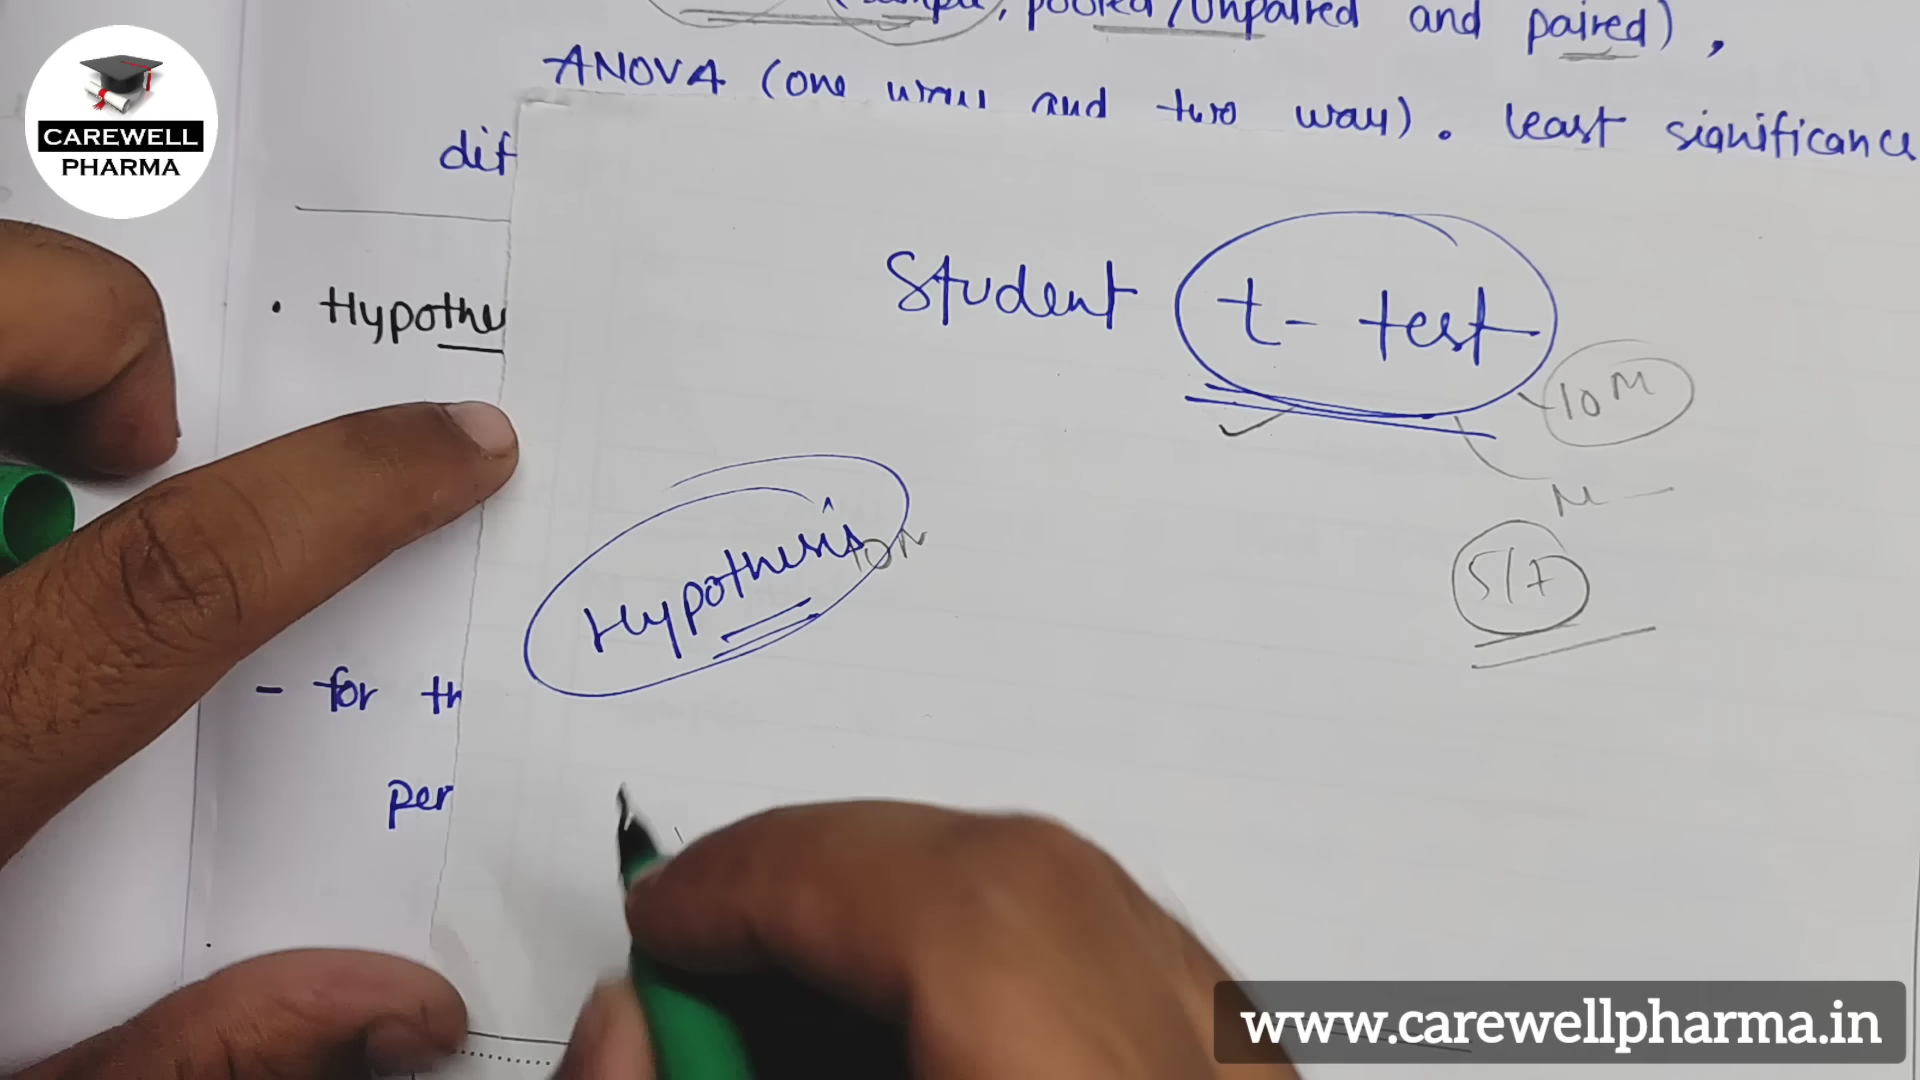 pooled/Unpaired and paired),
ANOVA (one way and two way). least significance
dif
CAREWELL
PHARMA
Student t-test
10M
• Hypothe
Hypothesis
M
5/7
- for th
per
www.carewellpharma.in